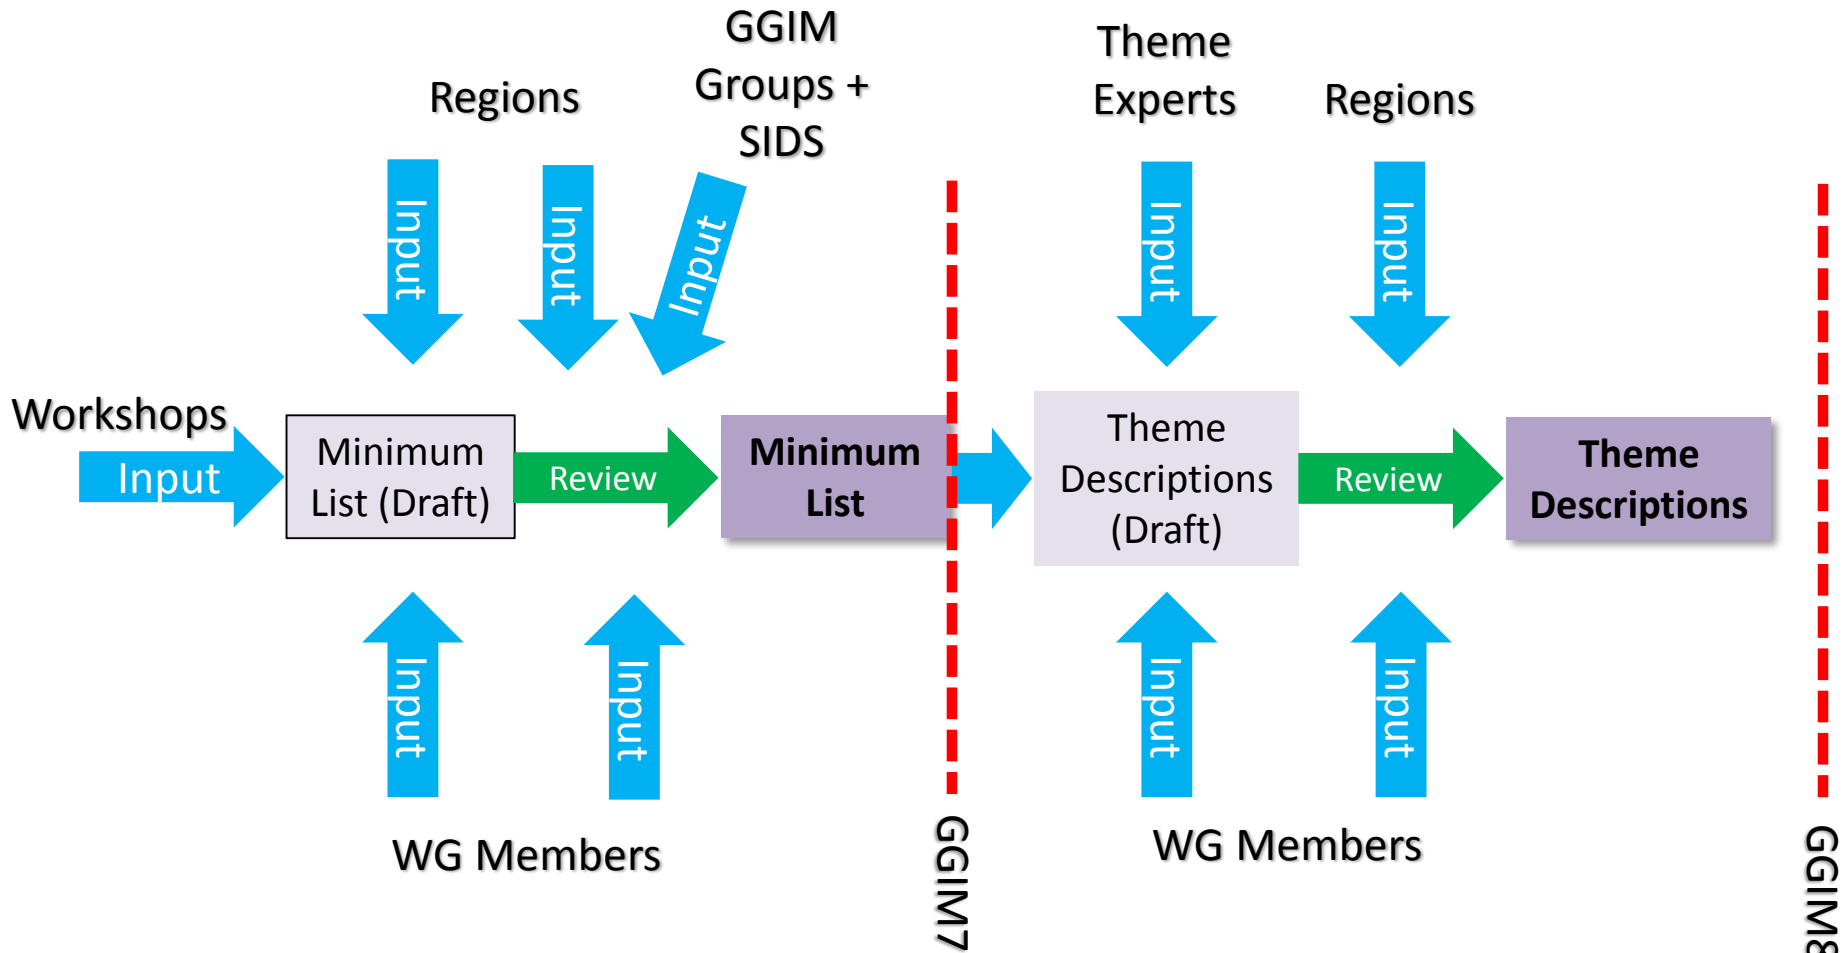 GGIM
Groups +
SIDS
Theme
Experts
Regions
Regions
Input
Input
Input
Input
Input
Workshops
Input
Minimum
List (Draft)
Review
Minimum
List
Theme
Descriptions
(Draft)
Review
Theme
Descriptions
Input
Input
Input
Input
WG Members
WG Members
GGIM7
GGIM8